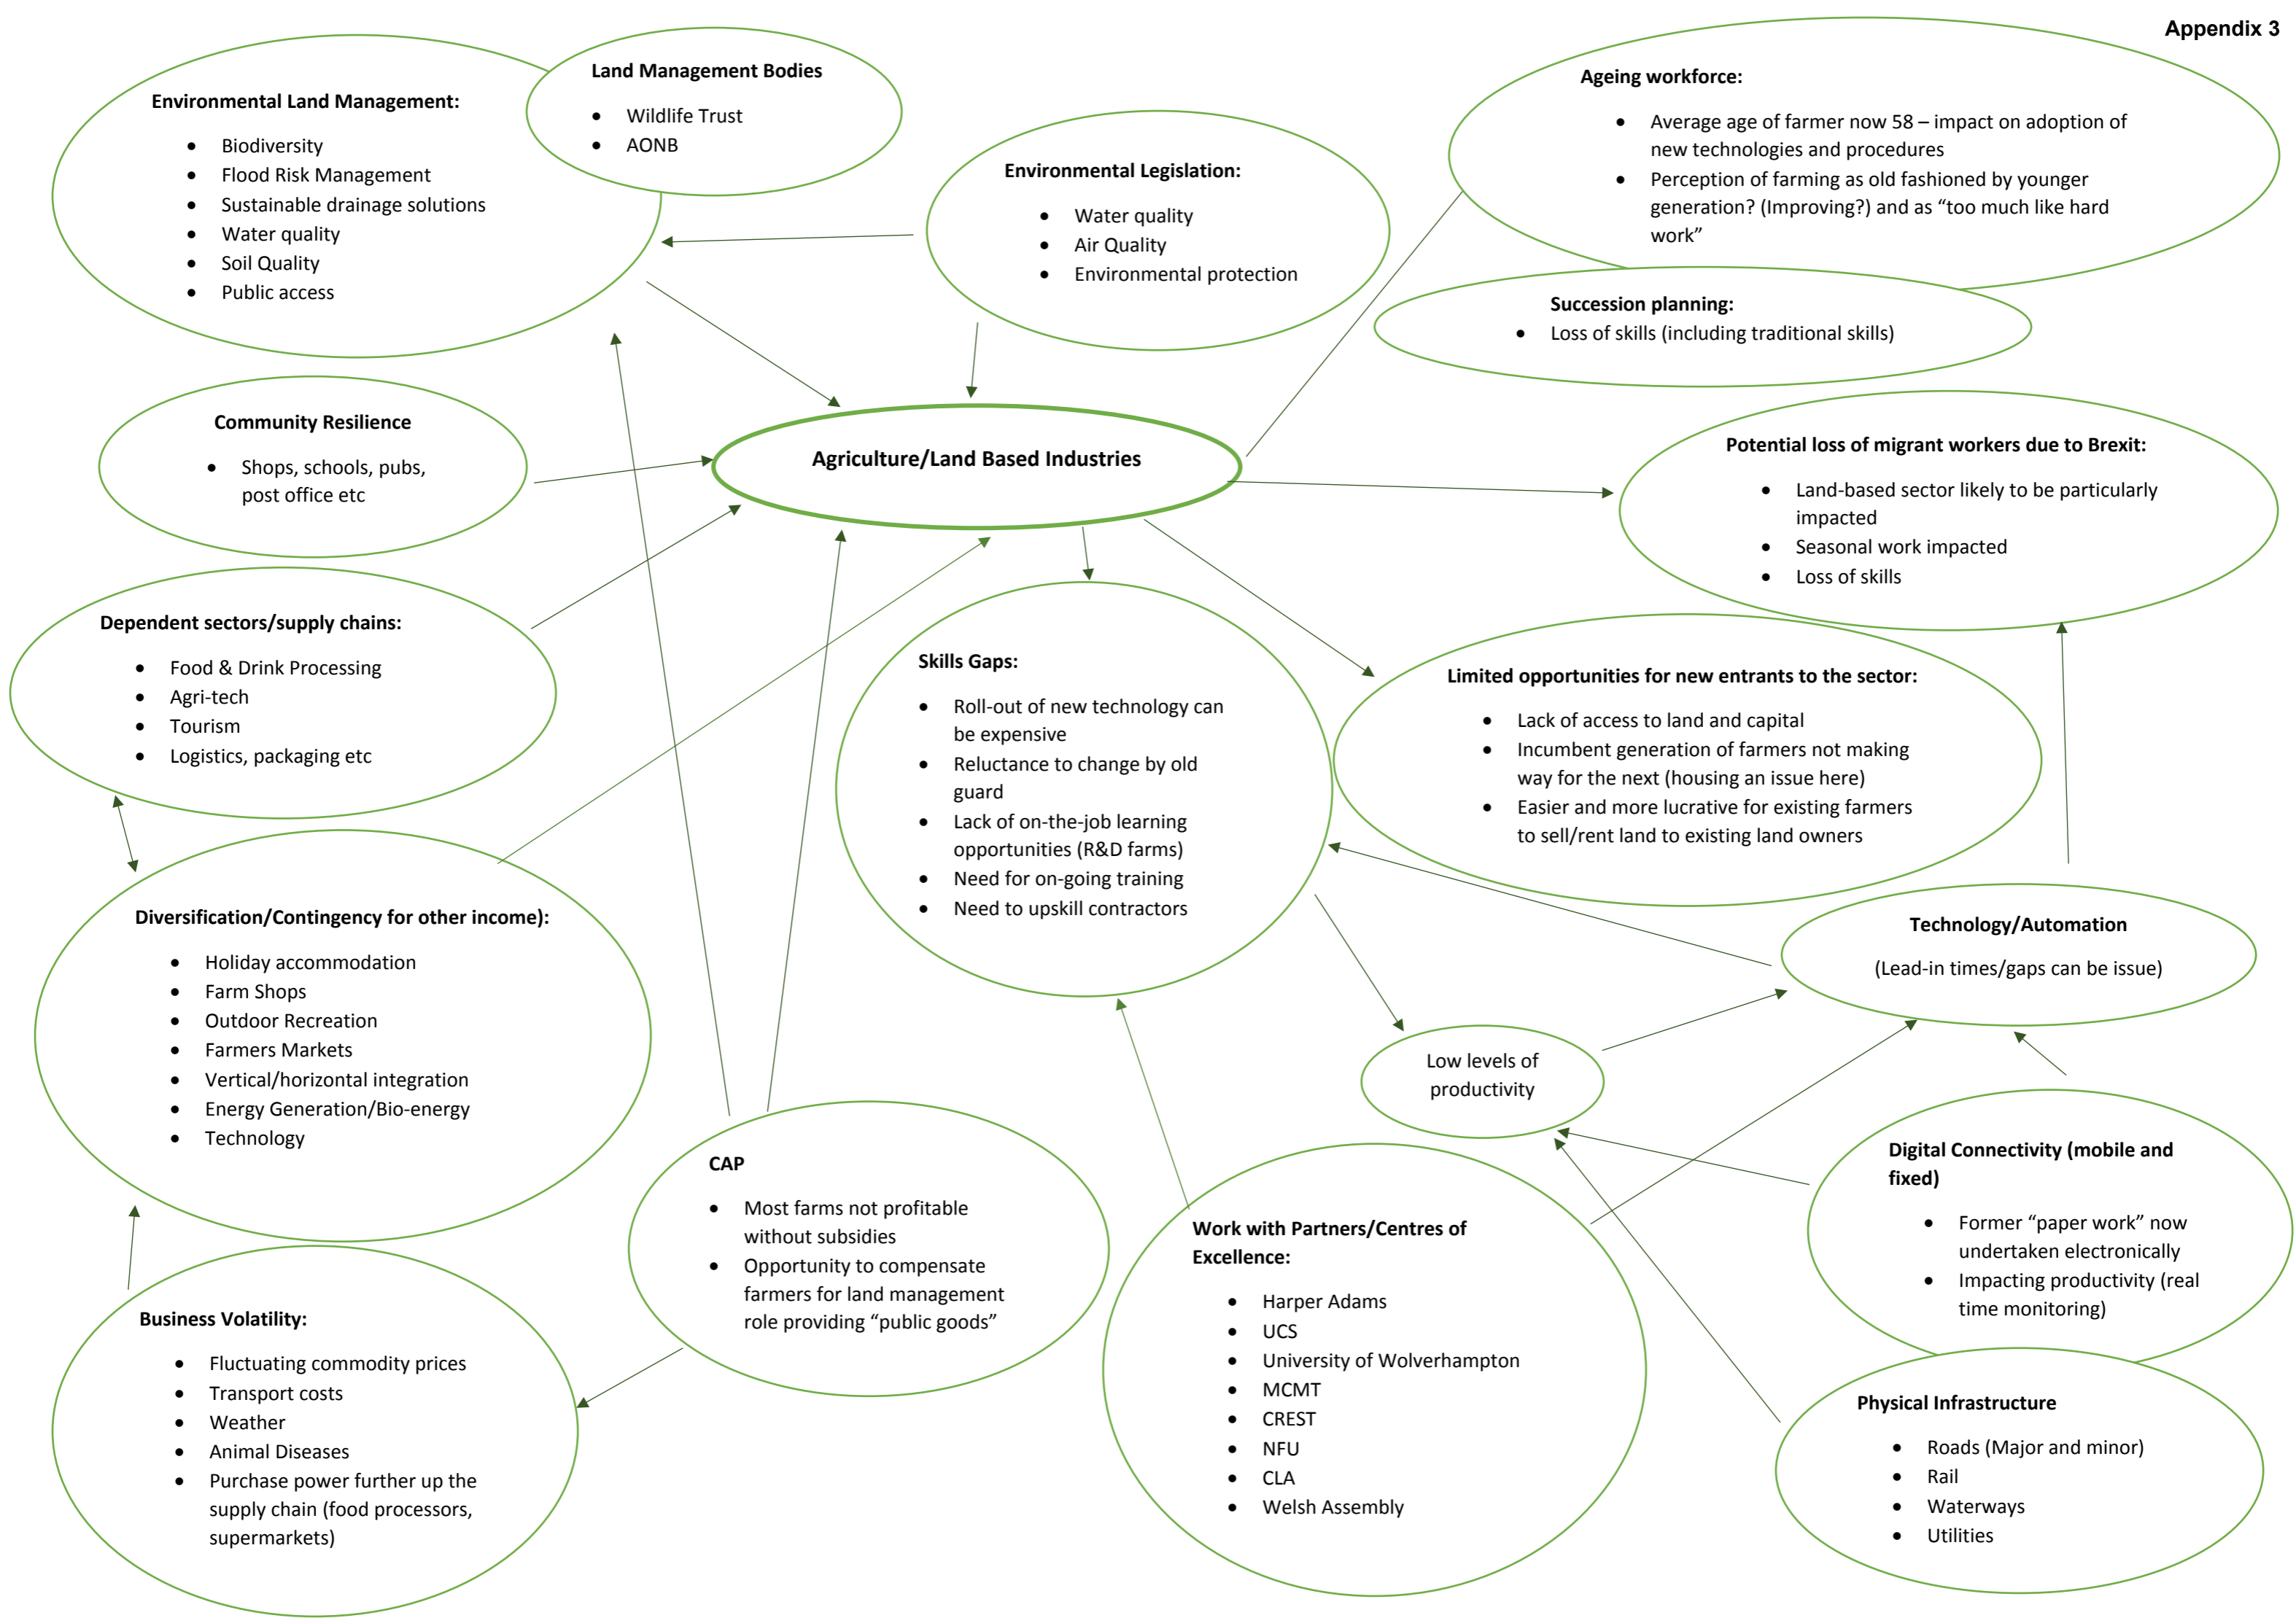 Appendix 3
Environmental Land Management:
• Biodiversity
• Flood Risk Management
• Sustainable drainage solutions
• Water quality
• Soil Quality
• Public access
Land Management Bodies
• Wildlife Trust
• AONB
Environmental Legislation:
• Water quality
• Air Quality
• Environmental protection
Ageing workforce:
• Average age of farmer now 58 – impact on adoption of
new technologies and procedures
• Perception of farming as old fashioned by younger
generation? (Improving?) and as “too much like hard
work”
Succession planning:
• Loss of skills (including traditional skills)
Community Resilience
• Shops, schools, pubs,
post office etc
Agriculture/Land Based Industries
Potential loss of migrant workers due to Brexit:
• Land-based sector likely to be particularly
impacted
• Seasonal work impacted
• Loss of skills
Dependent sectors/supply chains:
• Food & Drink Processing
• Agri-tech
• Tourism
• Logistics, packaging etc
Skills Gaps:
• Roll-out of new technology can
be expensive
• Reluctance to change by old
guard
• Lack of on-the-job learning
opportunities (R&D farms)
• Need for on-going training
• Need to upskill contractors
Limited opportunities for new entrants to the sector:
• Lack of access to land and capital
• Incumbent generation of farmers not making
way for the next (housing an issue here)
• Easier and more lucrative for existing farmers
to sell/rent land to existing land owners
Diversification/Contingency for other income):
• Holiday accommodation
• Farm Shops
• Outdoor Recreation
• Farmers Markets
• Vertical/horizontal integration
• Energy Generation/Bio-energy
• Technology
Technology/Automation
(Lead-in times/gaps can be issue)
Low levels of
productivity
CAP
• Most farms not profitable
without subsidies
• Opportunity to compensate
farmers for land management
role providing “public goods”
Digital Connectivity (mobile and
fixed)
• Former “paper work” now
undertaken electronically
• Impacting productivity (real
time monitoring)
Work with Partners/Centres of
Excellence:
• Harper Adams
• UCS
• University of Wolverhampton
• MCMT
• CREST
• NFU
• CLA
• Welsh Assembly
Business Volatility:
• Fluctuating commodity prices
• Transport costs
• Weather
• Animal Diseases
• Purchase power further up the
supply chain (food processors,
supermarkets)
Physical Infrastructure
• Roads (Major and minor)
• Rail
• Waterways
• Utilities